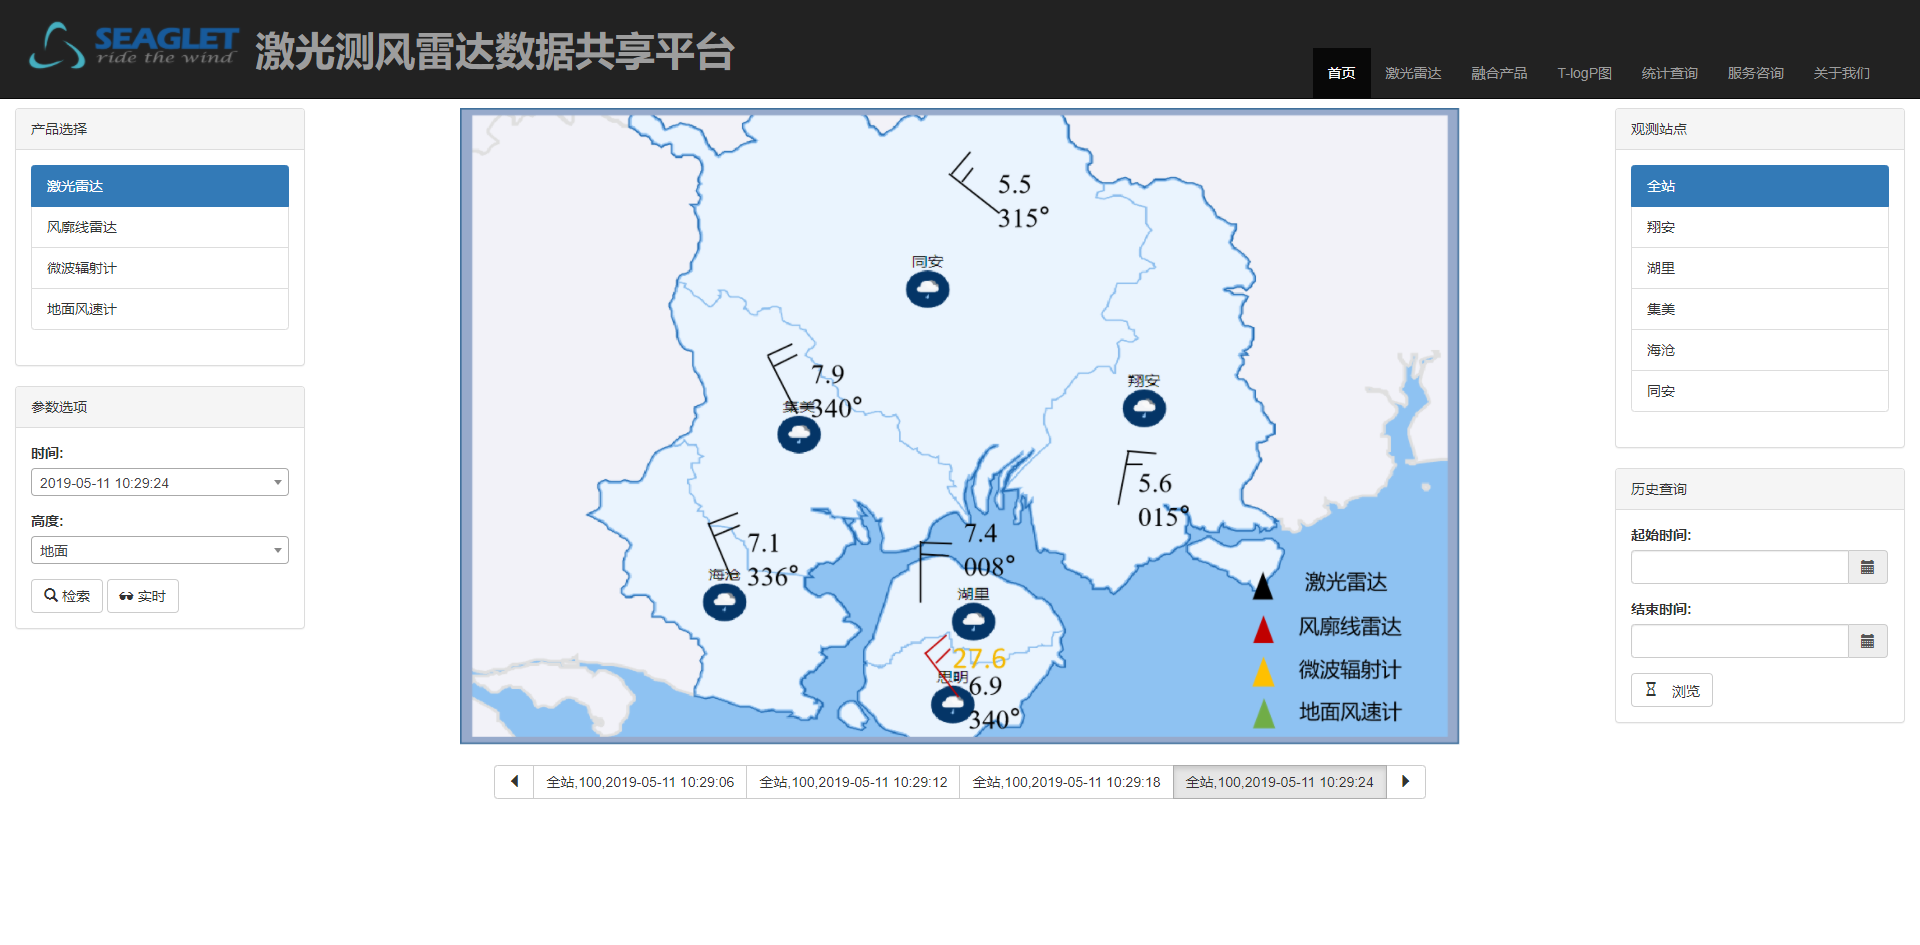 SEAGLET
ride the wind
激光测风雷达数据共享平台
首页
激光雷达
融合产品
T-logP图
统计查询
服务咨询
关于我们
产品选择
激光雷达
风廓线雷达
微波辐射计
地面风速计
参数选项
时间:
2019-05-11 10:29:24
高度:
地面
检索
实时
5.5
315°
同安
7.9
340°
集美
翔安
5.6
015°
7.1
336°
海沧
7.4
008°
湖里
27.6
思明
6.9
340°
激光雷达
风廓线雷达
微波辐射计
地面风速计
全站,100,2019-05-11 10:29:06
全站,100,2019-05-11 10:29:12
全站,100,2019-05-11 10:29:18
全站,100,2019-05-11 10:29:24
观测站点
全站
翔安
湖里
集美
海沧
同安
历史查询
起始时间:
结束时间:
浏览